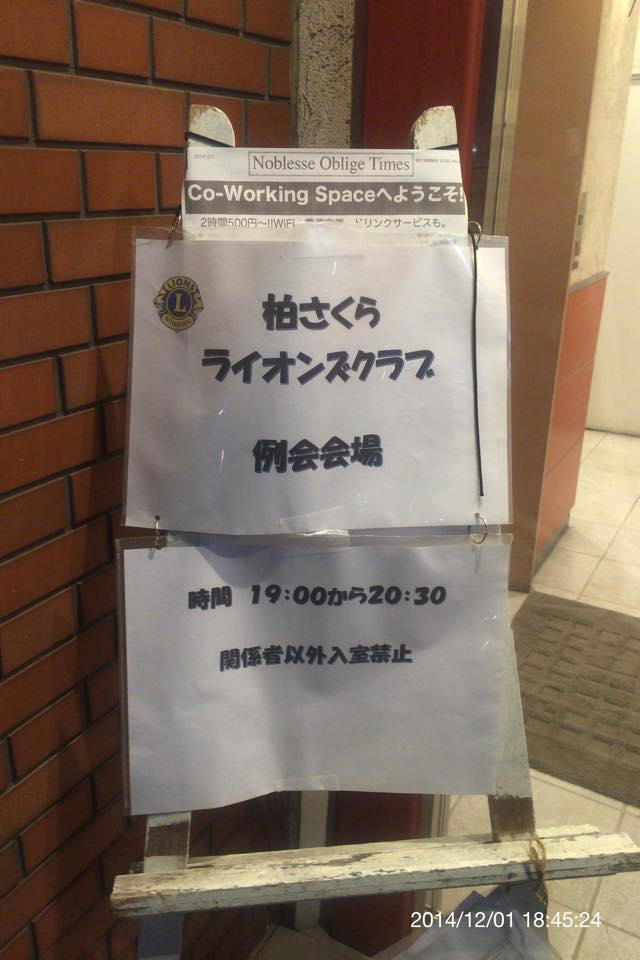 Noblesse Oblige Times
Co-Working Spaceへようこそ!
2時間500円~!!WiFi ドリンクサービスも。
LIONS
L
柏さくら
ライオンズクラブ
例会会場
時間 19:00から20:30
関係者以外入室禁止
2014/12/01 18:45:24